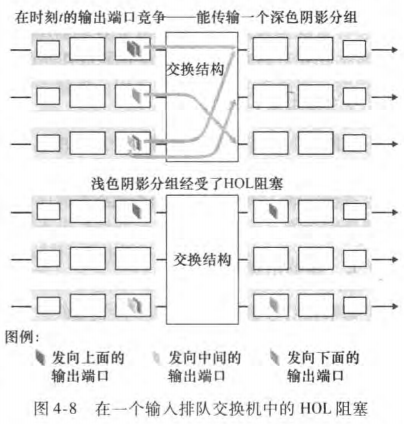 在时刻t的输出端口竞争——能传输一个深色阴影分组
交换结构
浅色阴影分组经受了HOL阻塞
交换结构
图例:
发向上面的
输出端口
发向中间的
输出端口
发向下面的
输出端口
图 4-8 在一个输入排队交换机中的 HOL 阻塞